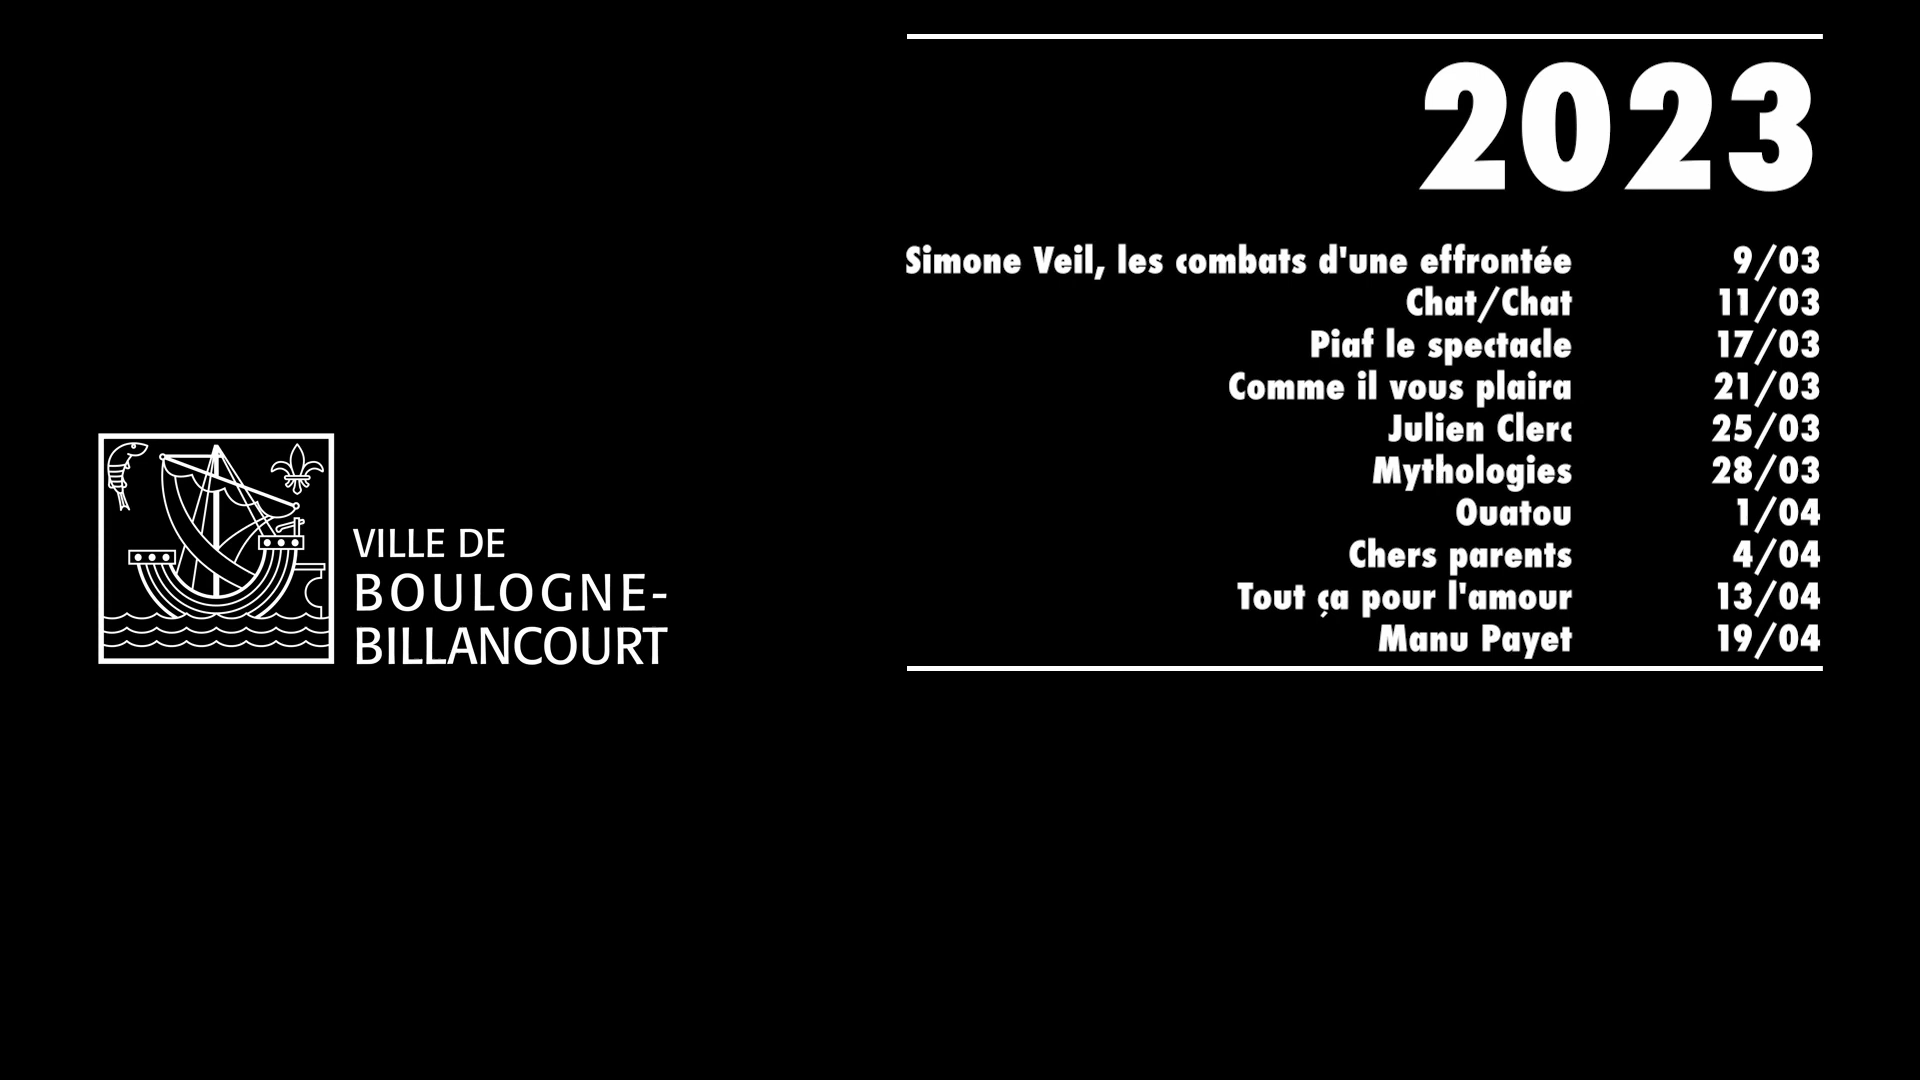 2023
Simone Veil, les combats d'une effrontée 9/03
Chat/Chat 11/03
Piaf le spectacle 17/03
Comme il vous plaira 21/03
Julien Clerc 25/03
Mythologies 28/03
Ouatou 1/04
Chers parents 4/04
Tout ça pour l'amour 13/04
Manu Payet 19/04
VILLE DE
BOULOGNE-
BILLANCOURT